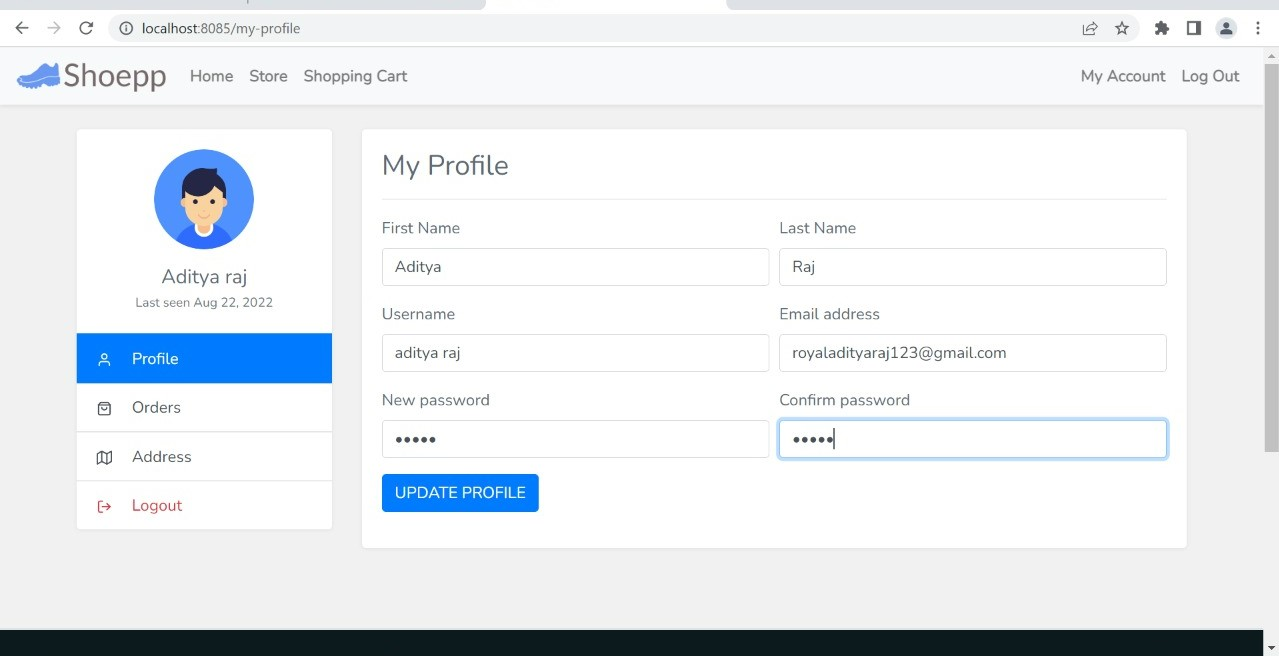 localhost:8085/my-profile
Shoepp Home Store Shopping Cart My Account Log Out
Aditya raj
Last seen Aug 22, 2022
Profile
Orders
Address
Logout
My Profile
First Name Last Name
Aditya Raj
Username Email address
aditya raj royaladityaraj123@gmail.com
New password Confirm password
••••• •••••
UPDATE PROFILE